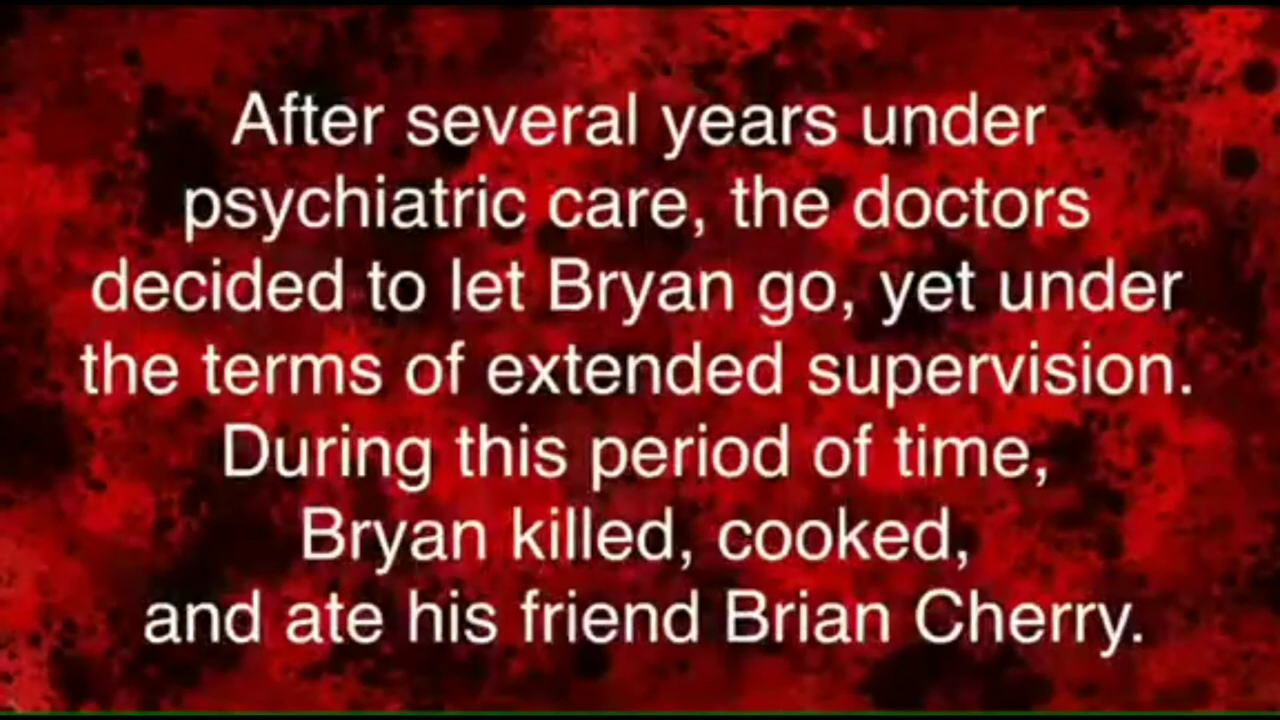 After several years under
psychiatric care, the doctors
decided to let Bryan go, yet under
the terms of extended supervision.
During this period of time,
Bryan killed, cooked,
and ate his friend Brian Cherry.